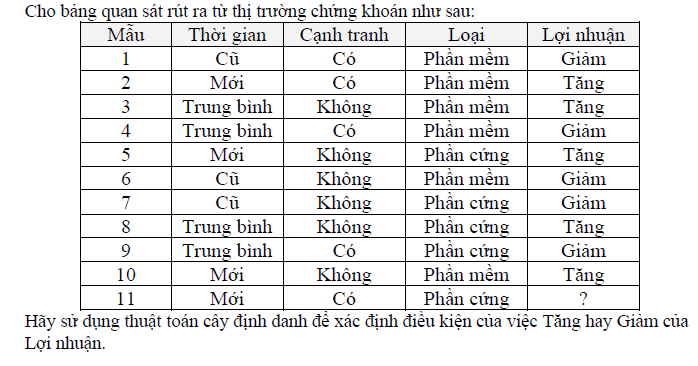 Cho bảng quan sát rút ra từ thị trường chứng khoán như sau:
Mẫu Thời gian Cạnh tranh Loại Lợi nhuận
1 Cũ Có Phần mềm Giảm
2 Mới Có Phần mềm Tăng
3 Trung bình Không Phần mềm Tăng
4 Trung bình Có Phần mềm Giảm
5 Mới Không Phần cứng Tăng
6 Cũ Không Phần mềm Giảm
7 Cũ Không Phần cứng Giảm
8 Trung bình Không Phần cứng Tăng
9 Trung bình Có Phần cứng Giảm
10 Mới Không Phần mềm Tăng
11 Mới Có Phần cứng ?
Hãy sử dụng thuật toán cây định danh để xác định điều kiện của việc Tăng hay Giảm của
Lợi nhuận.